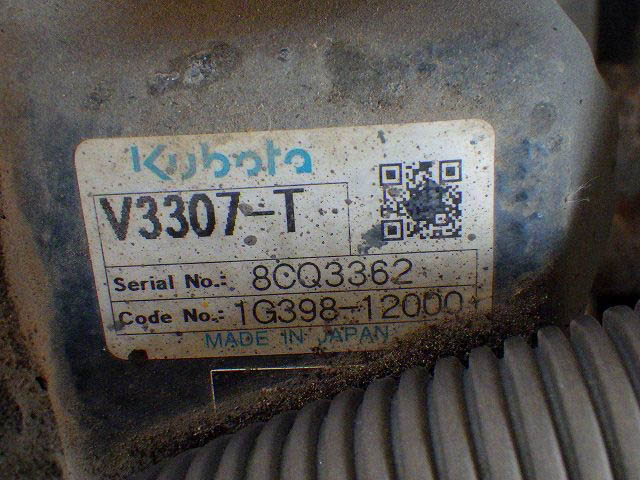 Kubota
V3307-T
Serial No.: 8CQ3362
Code No.: 1G398-12000
MADE IN JAPAN